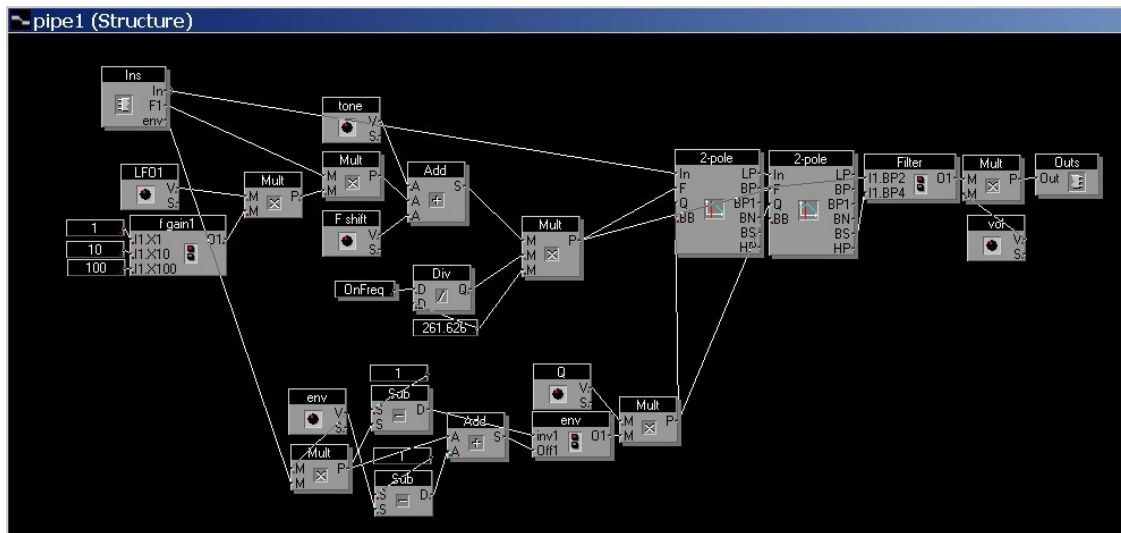 pipe1 (Structure)
Ins
In
F1
env
LFO1
V
S
1
10
100
f gain1
I1.X1
I1.X10
I1.X100
O1
Mult
M
M
P
tone
V
S
Mult
M
M
P
F shift
V
S
Add
A
A
A
S
OnFreq
Div
D
D
Q
261.626
Mult
M
M
M
P
env
V
S
Mult
M
M
P
1
Sub
S
S
D
1
Sub
S
S
D
Add
A
A
S
env
inv1
Off1
O1
Q
V
S
Mult
M
M
P
2-pole
In
F
Q
BB
LP
BP
BP1
BN
BS
HP
2-pole
In
F
Q
BB
LP
BP
BP1
BN
BS
HP
Filter
I1.BP2
I1.BP4
O1
Mult
M
M
P
vol
V
S
Outs
Out